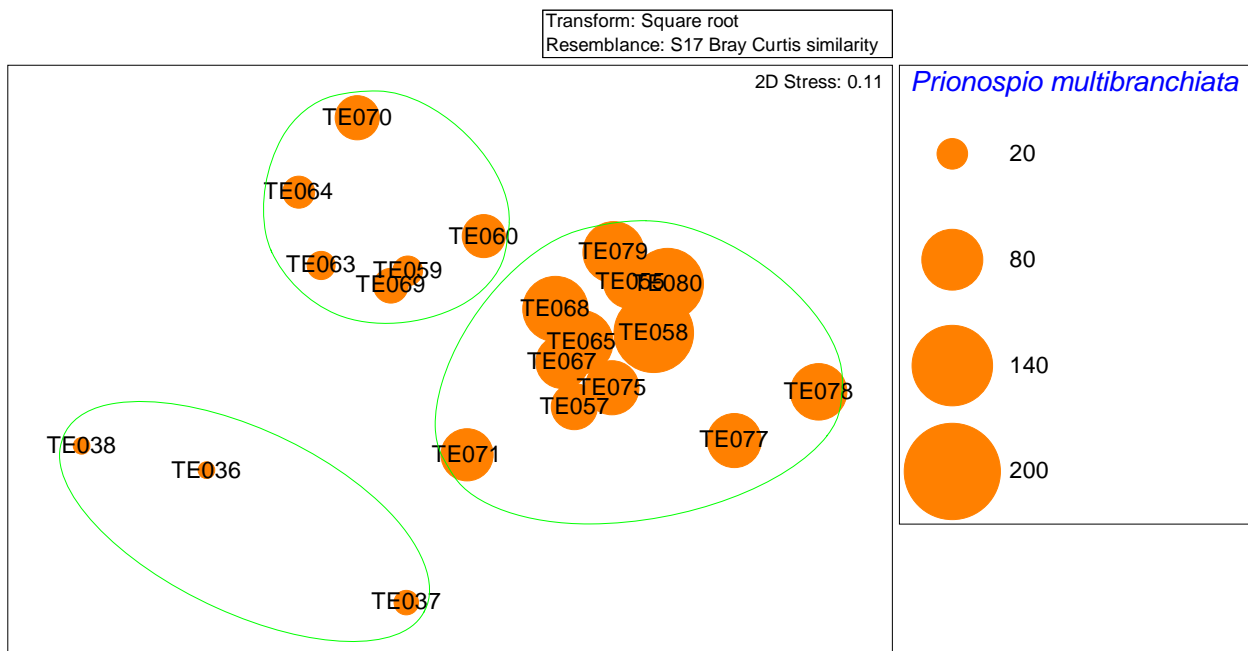 Transform: Square root
Resemblance: S17 Bray Curtis similarity
2D Stress: 0.11
TE070
TE064
TE060
TE063
TE059
TE069
TE079
TE066
TE080
TE068
TE058
TE065
TE067
TE075
TE078
TE057
TE077
TE071
TE038
TE036
TE037
Prionospio multibranchiata
20
80
140
200